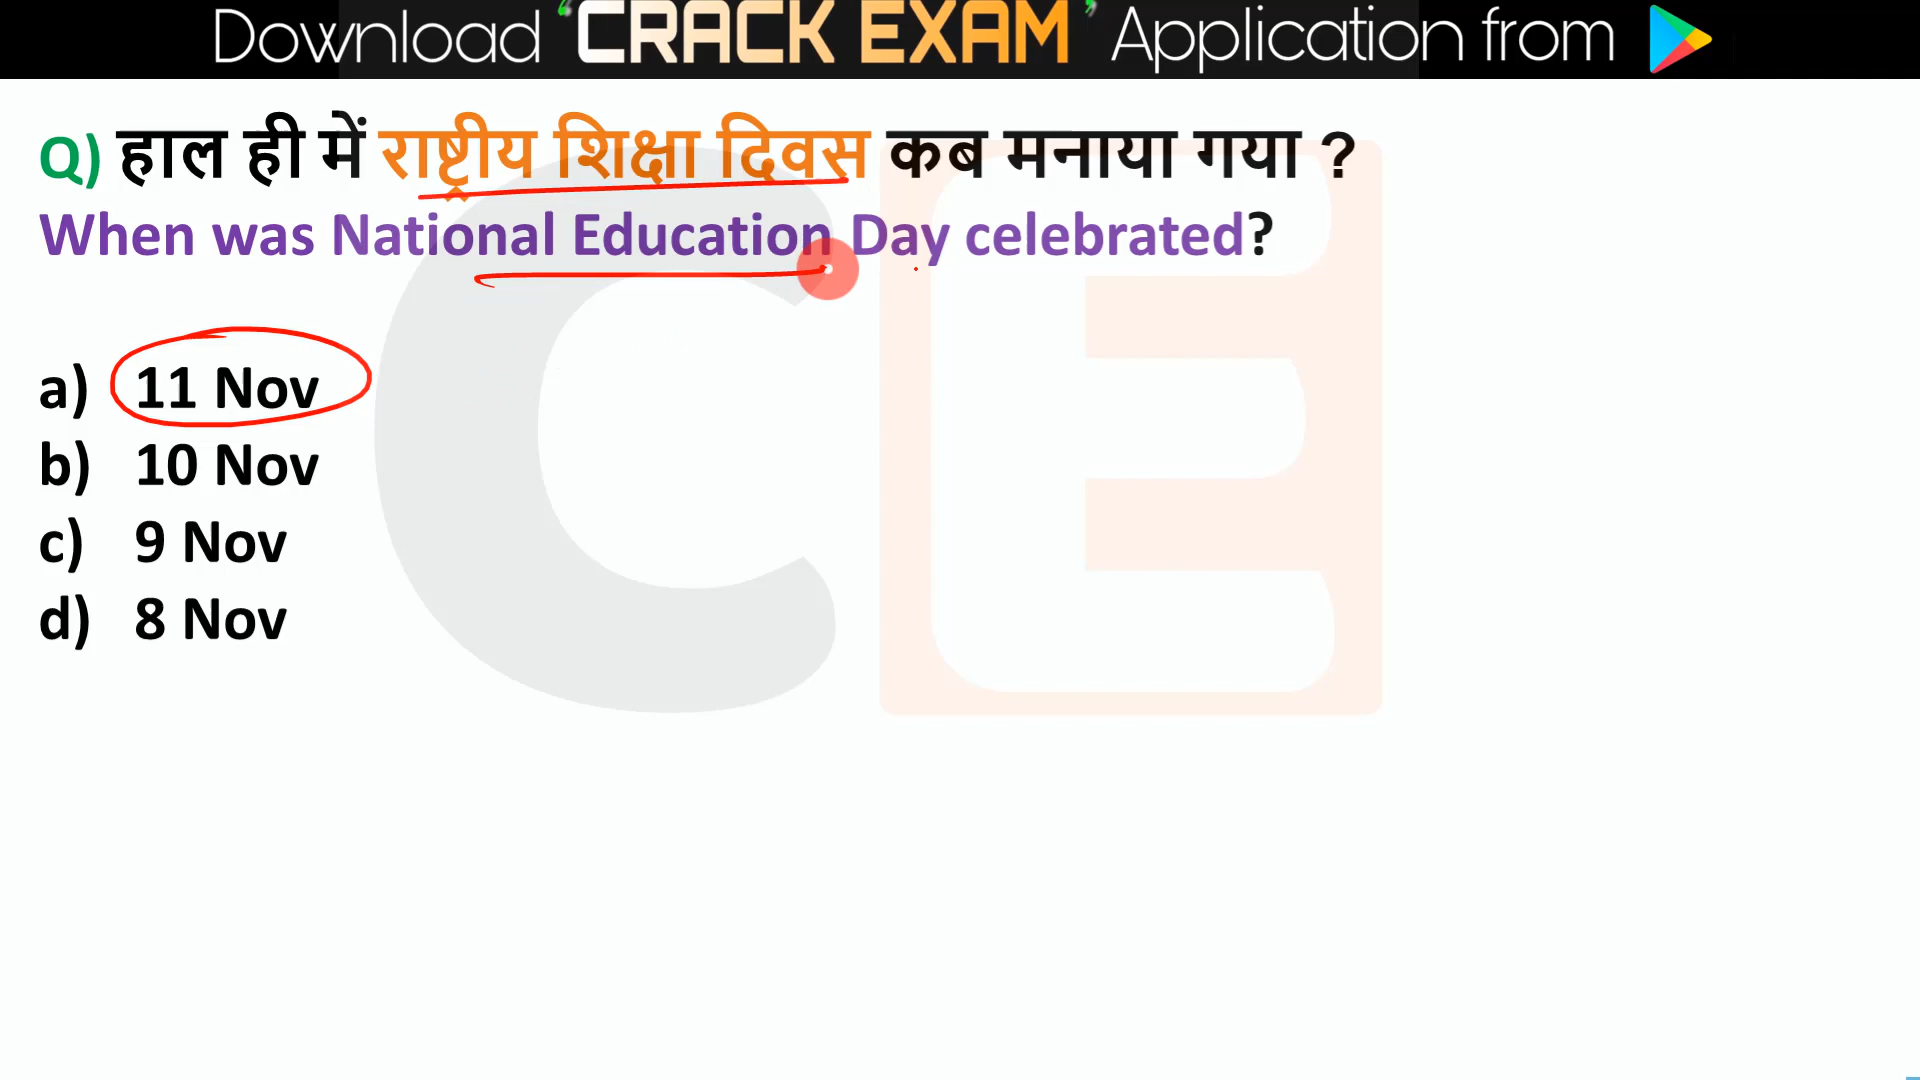 Download ‘CRACK EXAM’ Application from
Q) हाल ही में राष्ट्रीय शिक्षा दिवस कब मनाया गया ?
When was National Education Day celebrated?
a) 11 Nov
b) 10 Nov
c) 9 Nov
d) 8 Nov
CE